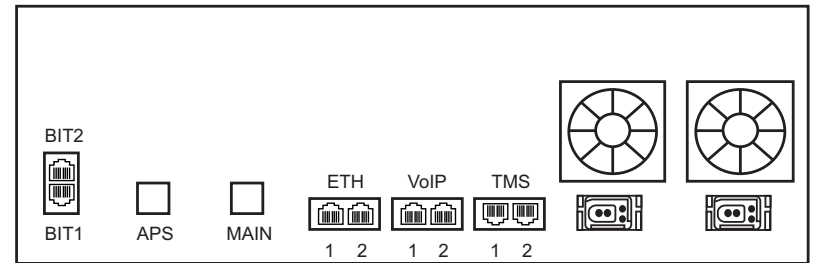 BIT2
BIT1
APS
MAIN
ETH
1 2
VoIP
1 2
TMS
1 2